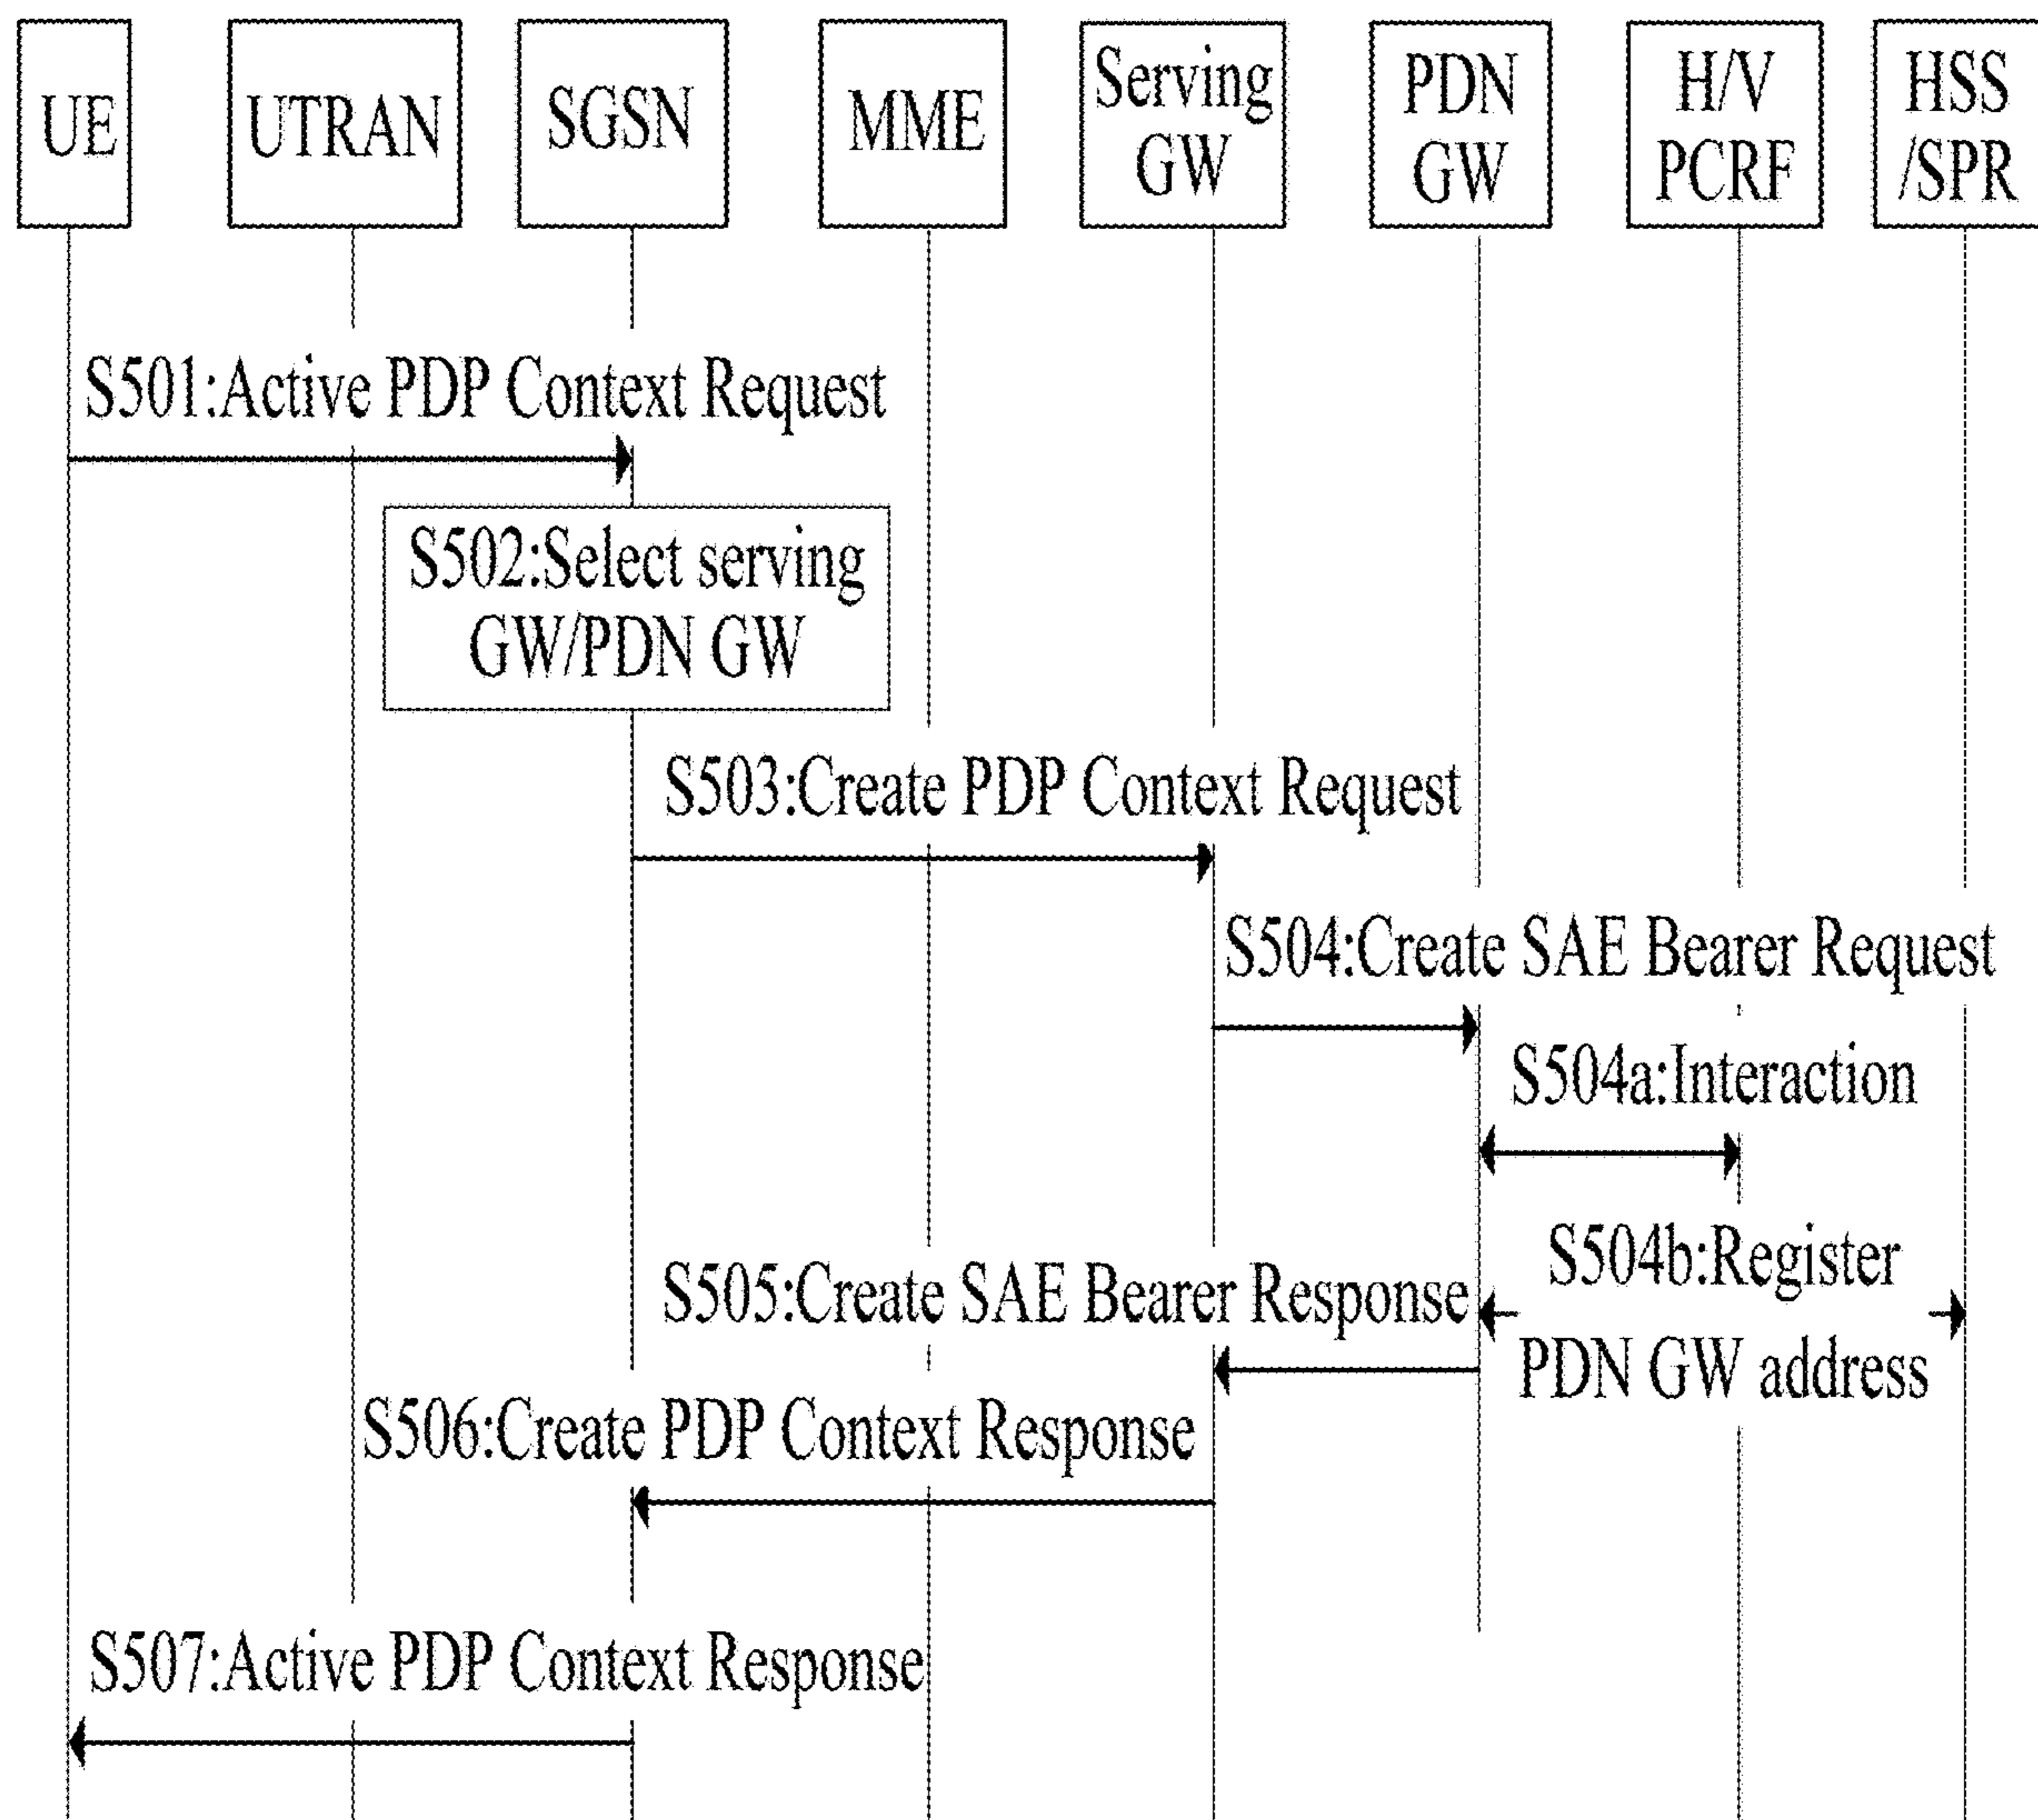 UE
UTRAN
SGSN
MME
Serving
GW
PDN
GW
H/V
PCRF
HSS
/SPR
S501:Active PDP Context Request
S502:Select serving
GW/PDN GW
S503:Create PDP Context Request
S504:Create SAE Bearer Request
S504a:Interaction
S504b:Register
PDN GW address
S505:Create SAE Bearer Response
S506:Create PDP Context Response
S507:Active PDP Context Response